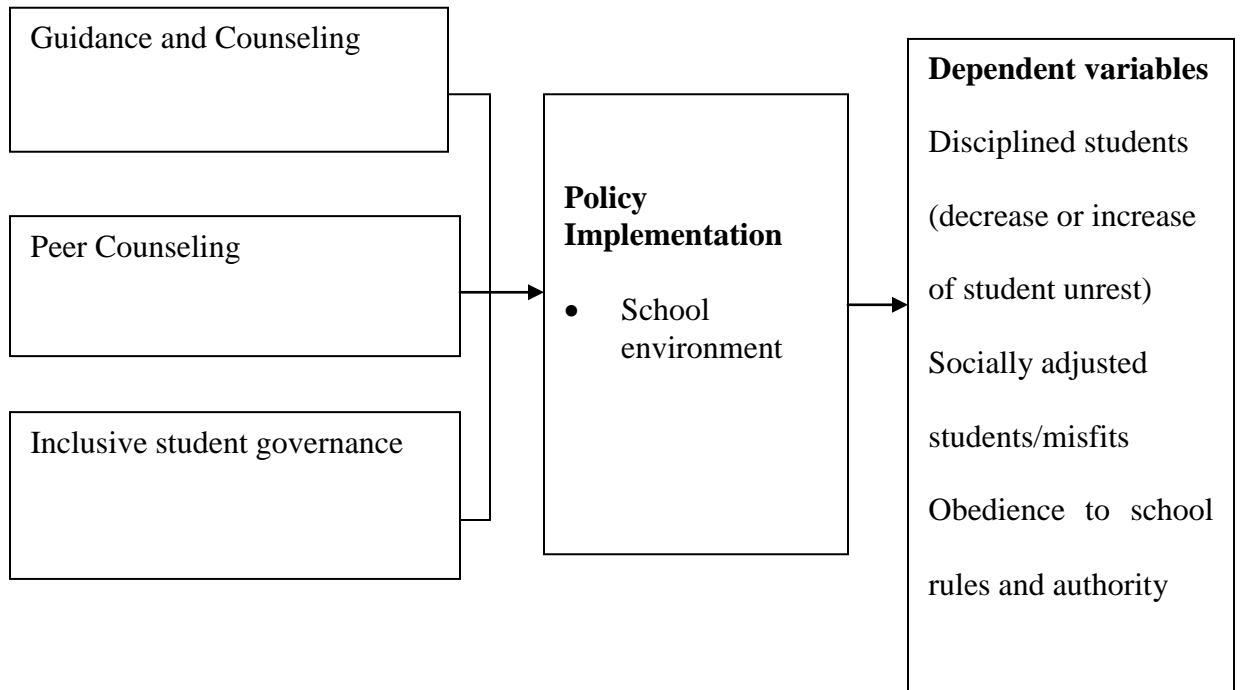 Guidance and Counseling
Peer Counseling
Inclusive student governance
Policy
Implementation
• School
environment
Dependent variables
Disciplined students
(decrease or increase
of student unrest)
Socially adjusted
students/misfits
Obedience to school
rules and authority